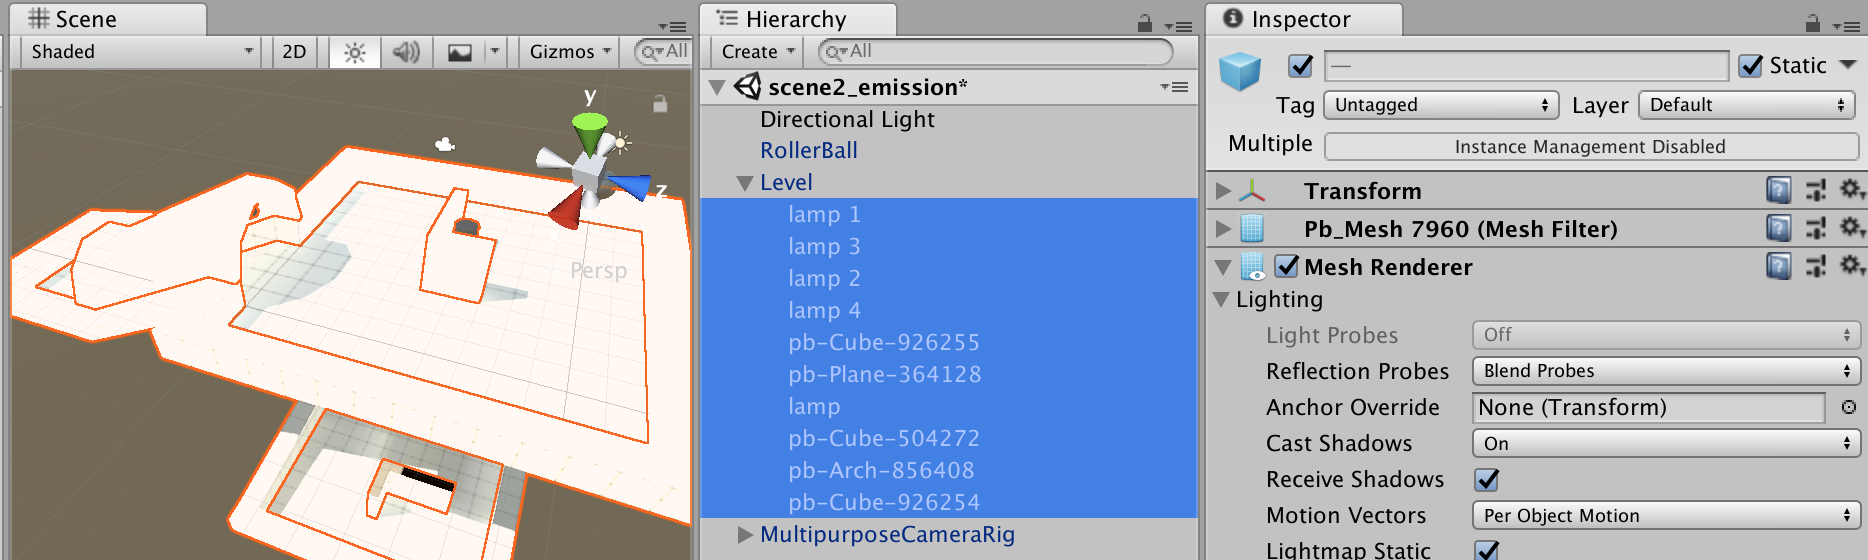 Scene
Shaded
2D
Gizmos
All
y
z
Persp
Hierarchy
Create
All
scene2_emission*
Directional Light
RollerBall
Level
lamp 1
lamp 3
lamp 2
lamp 4
pb-Cube-926255
pb-Plane-364128
lamp
pb-Cube-504272
pb-Arch-856408
pb-Cube-926254
MultipurposeCameraRig
Inspector
—
Static
Tag Untagged Layer Default
Multiple Instance Management Disabled
Transform
Pb_Mesh 7960 (Mesh Filter)
Mesh Renderer
Lighting
Light Probes Off
Reflection Probes Blend Probes
Anchor Override None (Transform)
Cast Shadows On
Receive Shadows
Motion Vectors Per Object Motion
Lightmap Static